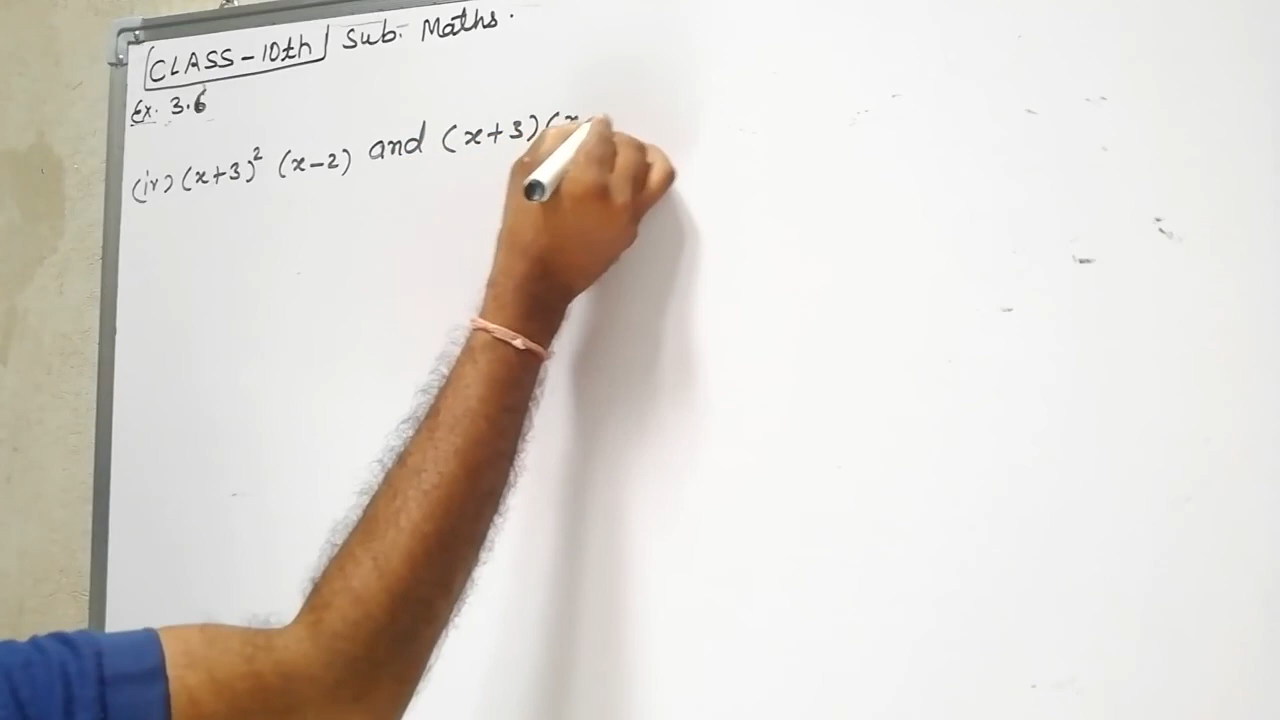 CLASS-10th Sub. Maths.
Ex. 3.6
(iv) (x+3)² (x-2) and (x+3)(x